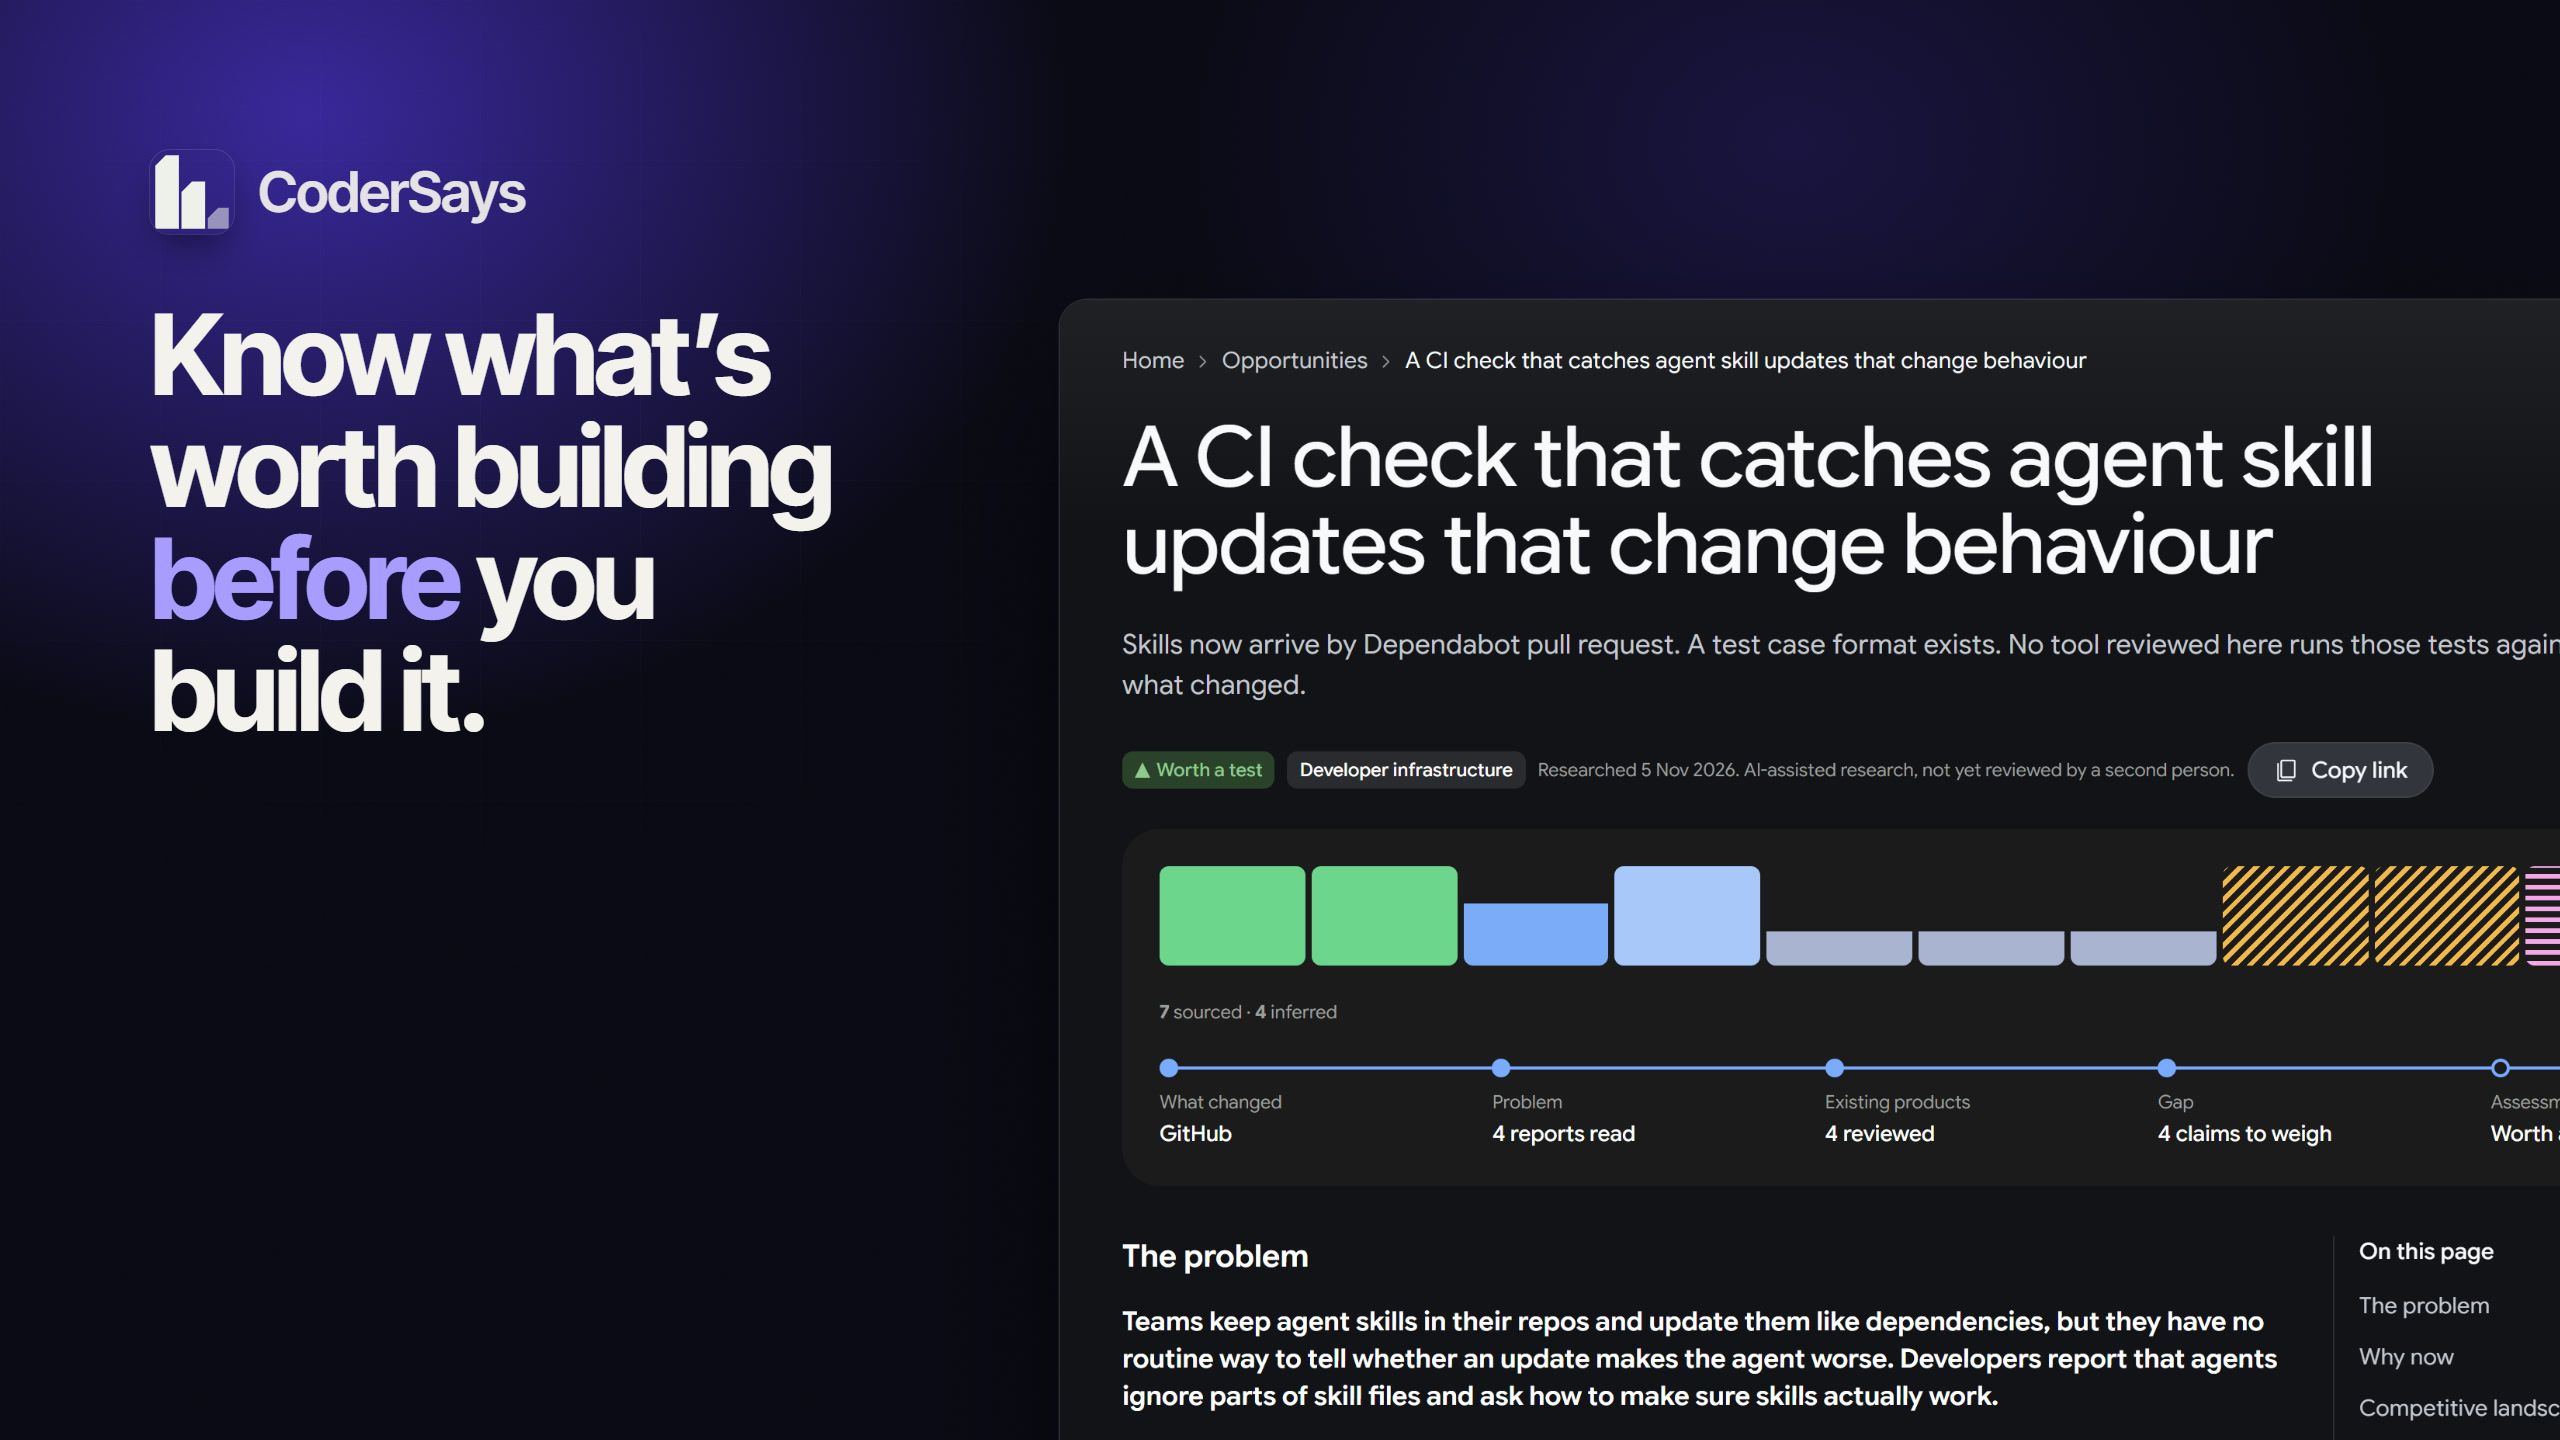 CoderSays
Know what’s
worth building
before you
build it.
Home > Opportunities > A CI check that catches agent skill updates that change behaviour
A CI check that catches agent skill
updates that change behaviour
Skills now arrive by Dependabot pull request. A test case format exists. No tool reviewed here runs those tests again
what changed.
▲ Worth a test
Developer infrastructure
Researched 5 Nov 2026. AI-assisted research, not yet reviewed by a second person.
Copy link
7 sourced · 4 inferred
What changed
GitHub
Problem
4 reports read
Existing products
4 reviewed
Gap
4 claims to weigh
Assessm
Worth
The problem
Teams keep agent skills in their repos and update them like dependencies, but they have no
routine way to tell whether an update makes the agent worse. Developers report that agents
ignore parts of skill files and ask how to make sure skills actually work.
On this page
The problem
Why now
Competitive landsc